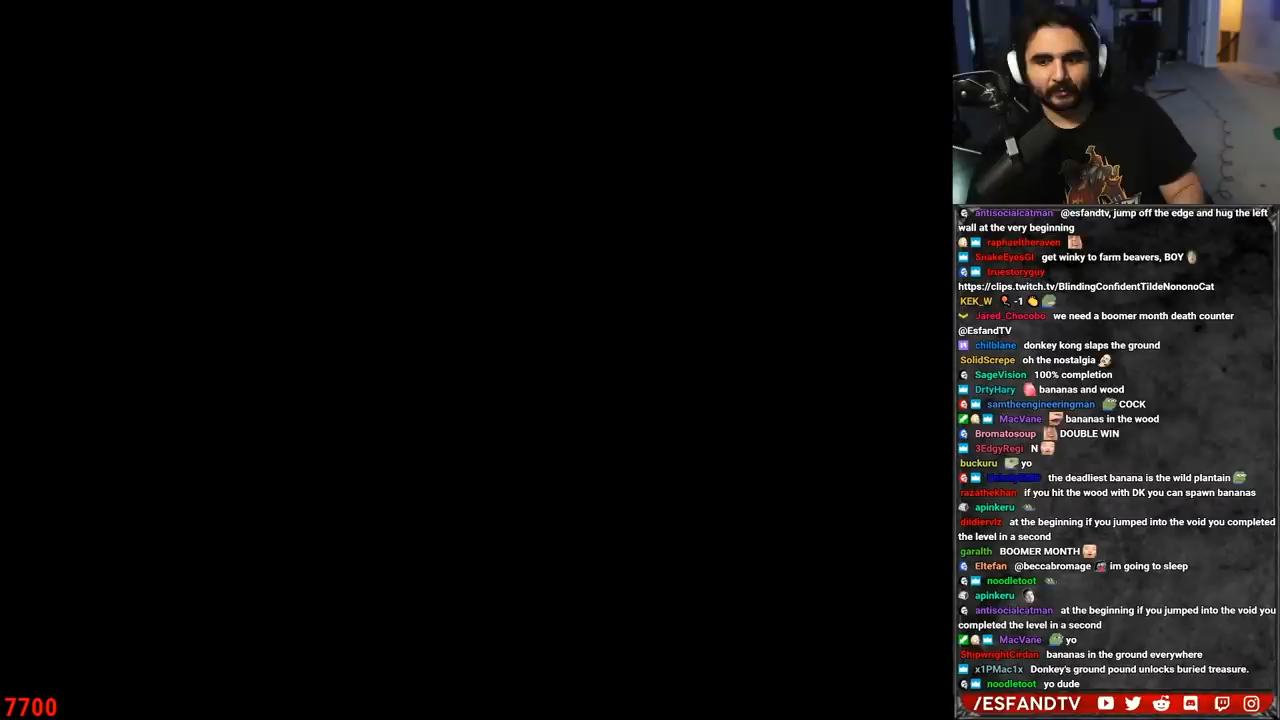 antisocialcatman @esfandtv, jump off the edge and hug the left
wall at the very beginning
raphaeltheraven
SnakeEyesGI get winky to farm beavers, BOY
truestoryguy
https://clips.twitch.tv/BlindingConfidentTildeNononoCat
KEK_W -1
Jared_Chocobo we need a boomer month death counter
@EsfandTV
chilblane donkey kong slaps the ground
SolidScrepe oh the nostalgia
SageVision 100% completion
DrtyHary bananas and wood
samtheengineeringman COCK
MacVane bananas in the wood
Bromatosoup DOUBLE WIN
3EdgyRegi N
buckuru yo
the deadliest banana is the wild plantain
razathekhan if you hit the wood with DK you can spawn bananas
apinkeru
diidiervlz at the beginning if you jumped into the void you completed
the level in a second
garalth BOOMER MONTH
Eltefan @beccabromage im going to sleep
noodletoot
apinkeru
antisocialcatman at the beginning if you jumped into the void you
completed the level in a second
MacVane yo
ShipwrightCirdan bananas in the ground everywhere
x1PMac1x Donkey's ground pound unlocks buried treasure.
noodletoot yo dude
/ESFANDTV
7700